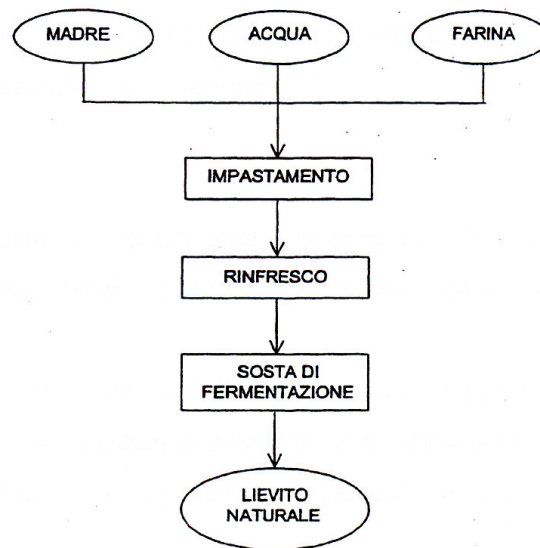 MADRE
ACQUA
FARINA
IMPASTAMENTO
RINFRESCO
SOSTA DI
FERMENTAZIONE
LIEVITO
NATURALE